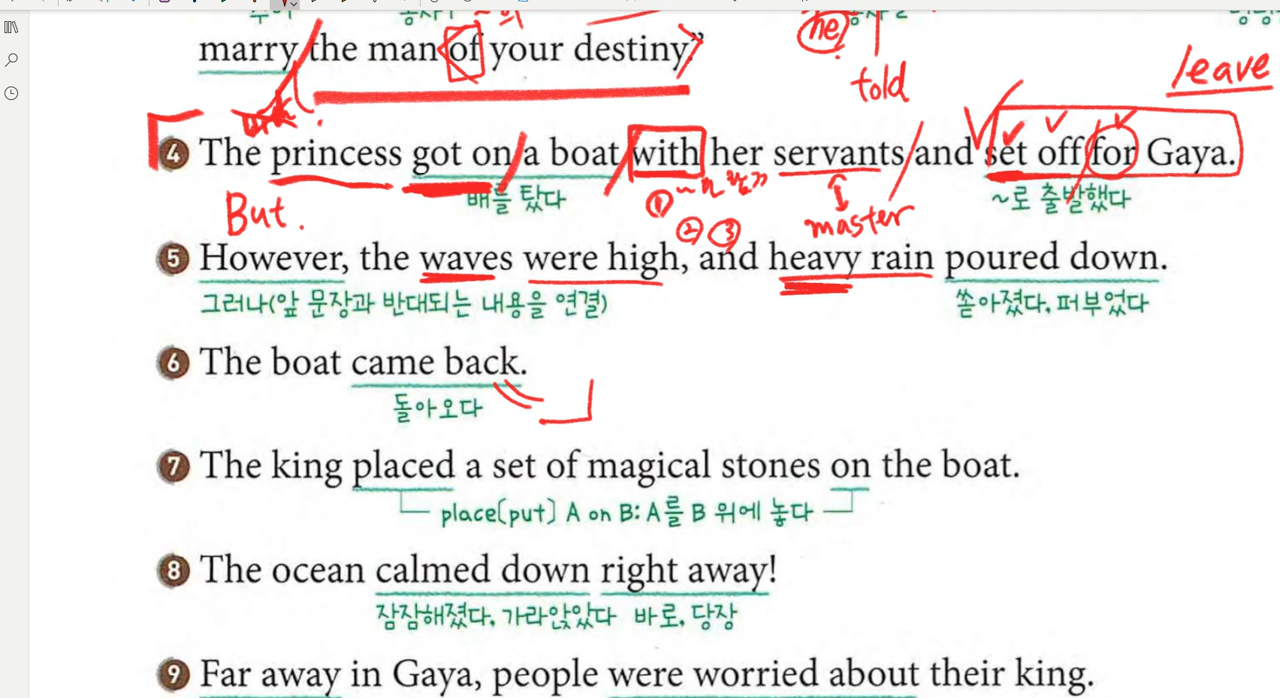 marry the man of your destiny."
he
told
leave
④ The princess got on a boat with her servants and set off for Gaya.
배를 탔다
~로 출발했다
But.
①
② ③
master
⑤ However, the waves were high, and heavy rain poured down.
그러나(앞 문장과 반대되는 내용을 연결)
쏟아졌다, 퍼부었다
⑥ The boat came back.
돌아오다
⑦ The king placed a set of magical stones on the boat.
place(put) A on B: A를 B 위에 놓다
⑧ The ocean calmed down right away!
잠잠해졌다, 가라앉았다 바로, 당장
⑨ Far away in Gaya, people were worried about their king.